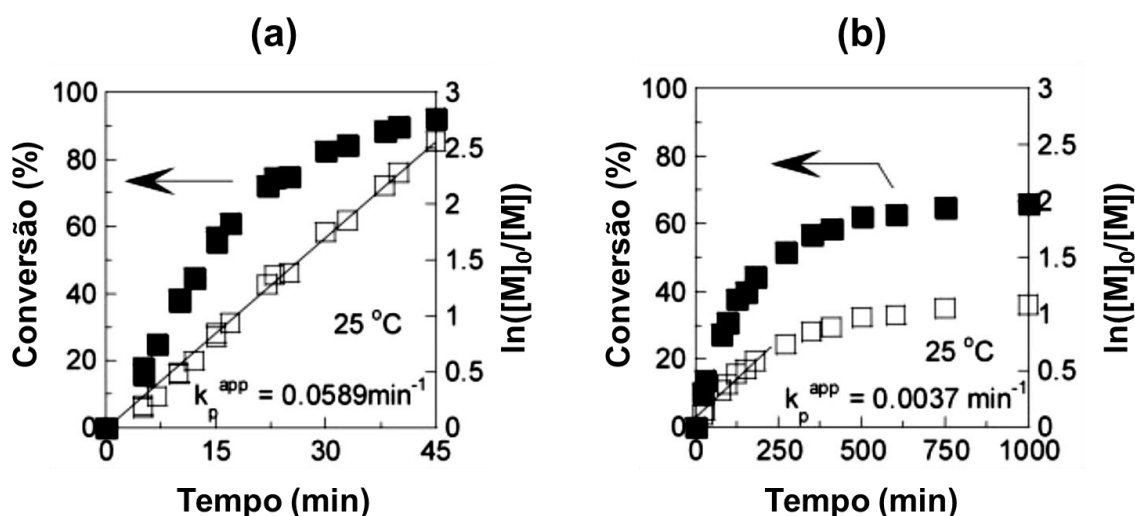 (a)
100
80
60
40
20
0
Conversão (%)
3
2.5
2
1.5
1
0.5
0
ln([M]₀/[M])
25 °C
kₚᵃᵖᵖ = 0.0589min⁻¹
0 15 30 45
Tempo (min)
(b)
100
80
60
40
20
0
Conversão (%)
3
2.5
2
1.5
1
0.5
0
ln([M]₀/[M])
25 °C
kₚᵃᵖᵖ = 0.0037 min⁻¹
0 250 500 750 1000
Tempo (min)